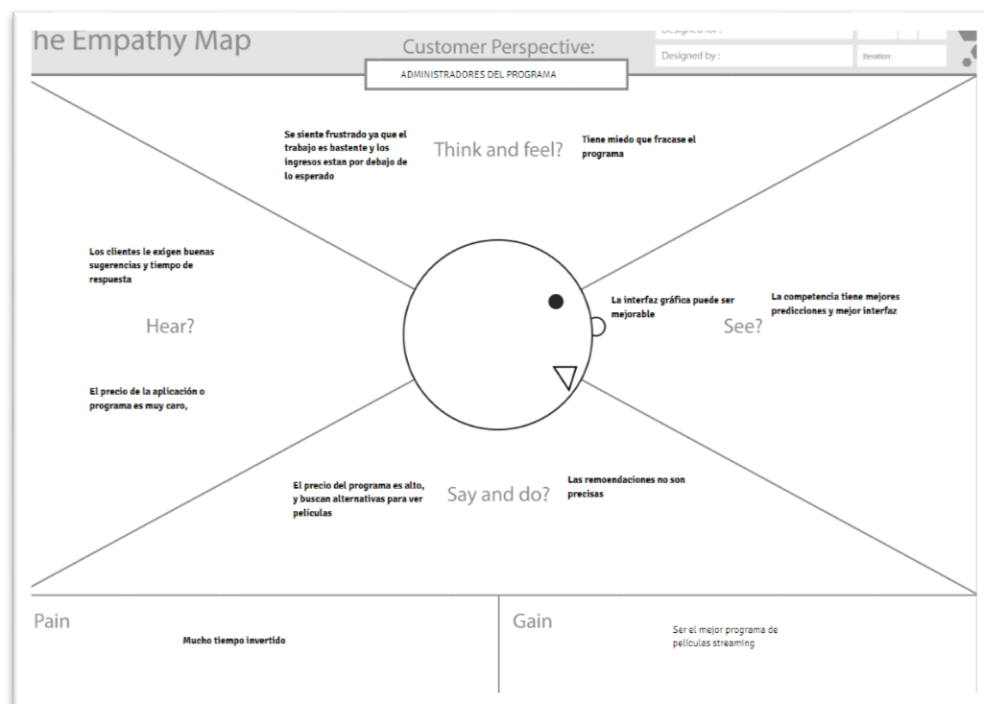 he Empathy Map
Customer Perspective:
Designed for:
Designed by :
Iteration:
ADMINISTRADORES DEL PROGRAMA
Se siente frustrado ya que el
trabajo es bastente y los
ingresos estan por debajo de
lo esperado
Think and feel?
Tiene miedo que fracase el
programa
Los clientes le exigen buenas
sugerencias y tiempo de
respuesta
Hear?
El precio de la aplicación o
programa es muy caro,
La interfaz gráfica puede ser
mejorable
See?
La competencia tiene mejores
predicciones y mejor interfaz
El precio del programa es alto,
y buscan alternativas para ver
películas
Say and do?
Las remoendaciones no son
precisas
Pain
Mucho tiempo invertido
Gain
Ser el mejor programa de
películas streaming